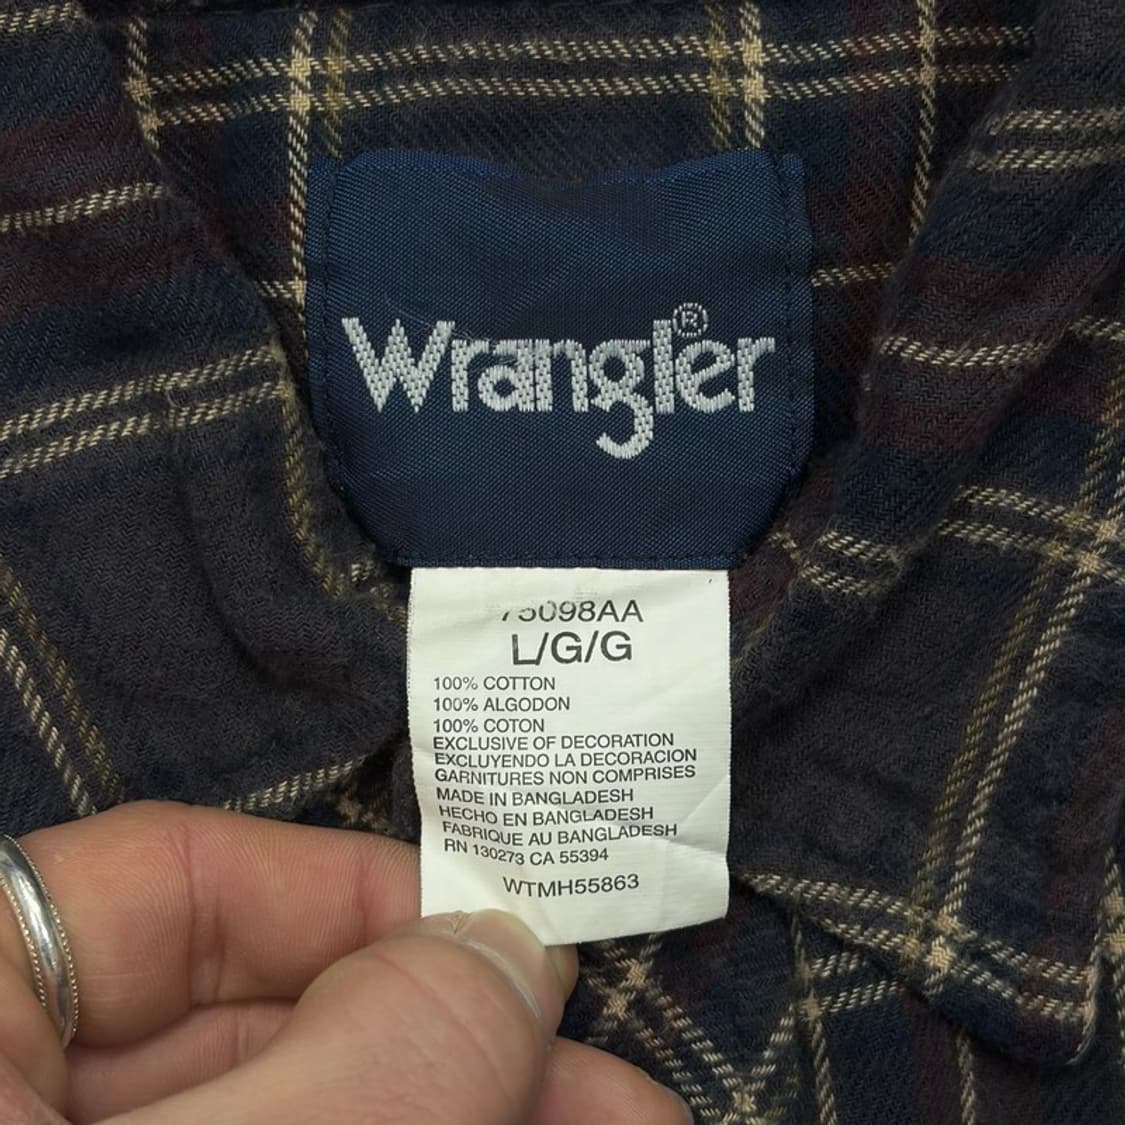 Wrangler®
75098AA
L/G/G
100% COTTON
100% ALGODON
100% COTON
EXCLUSIVE OF DECORATION
EXCLUYENDO LA DECORACION
GARNITURES NON COMPRISES
MADE IN BANGLADESH
HECHO EN BANGLADESH
FABRIQUE AU BANGLADESH
RN 130273 CA 55394
WTMH55863